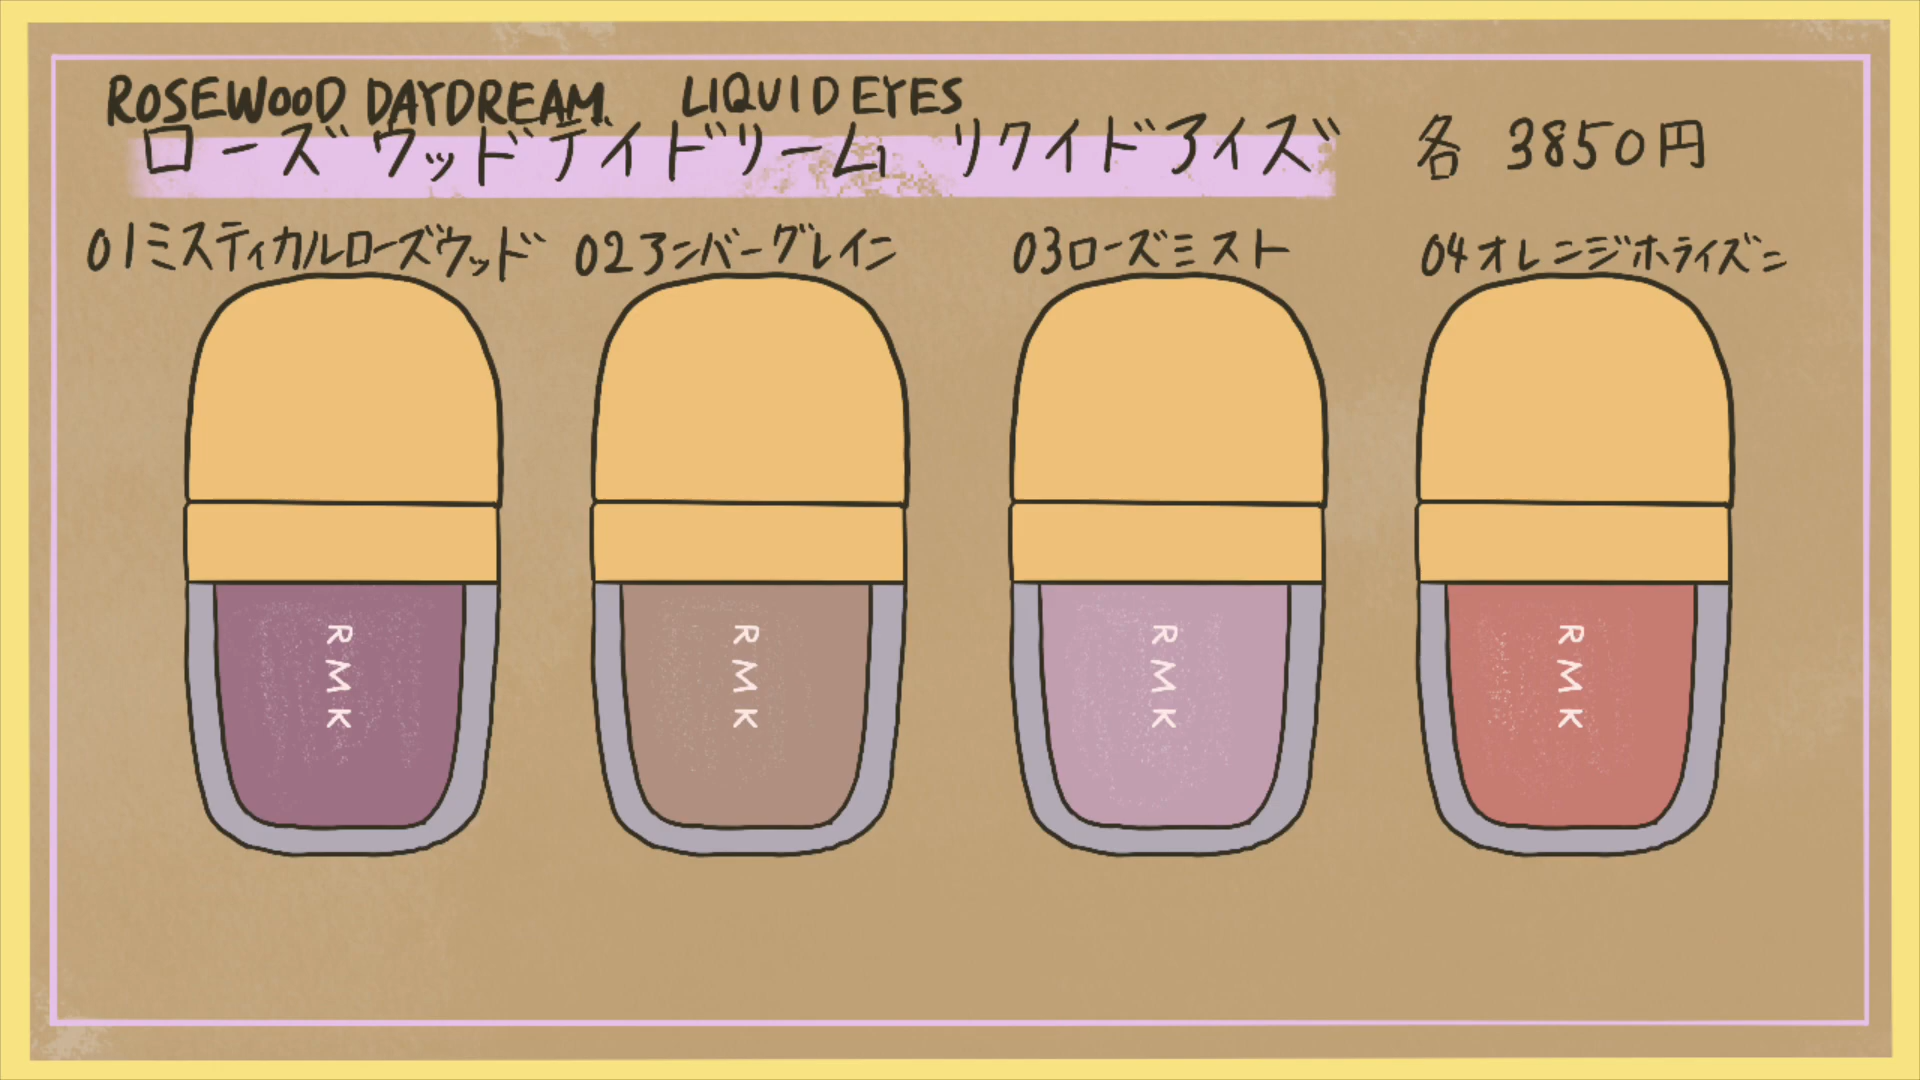 ROSEWOOD DAYDREAM LIQUID EYES
ローズウッドデイドリーム リクイドアイズ 各 3850円
01ミスティカルローズウッド 02アンバーグレイン 03ローズミスト 04オレンジホライズン
RMK RMK RMK RMK